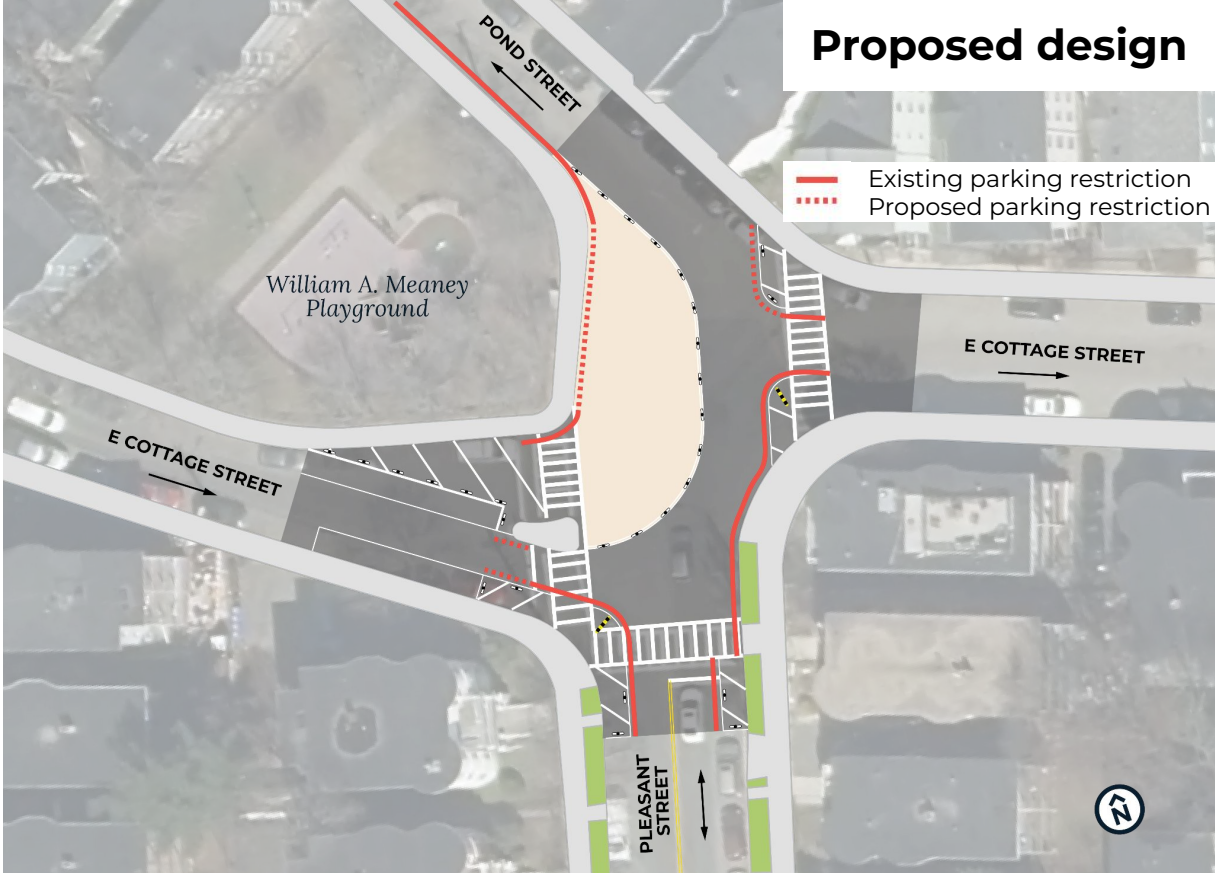 Proposed design
POND STREET
Existing parking restriction
Proposed parking restriction
William A. Meaney
Playground
E COTTAGE STREET
E COTTAGE STREET
PLEASANT
STREET
N